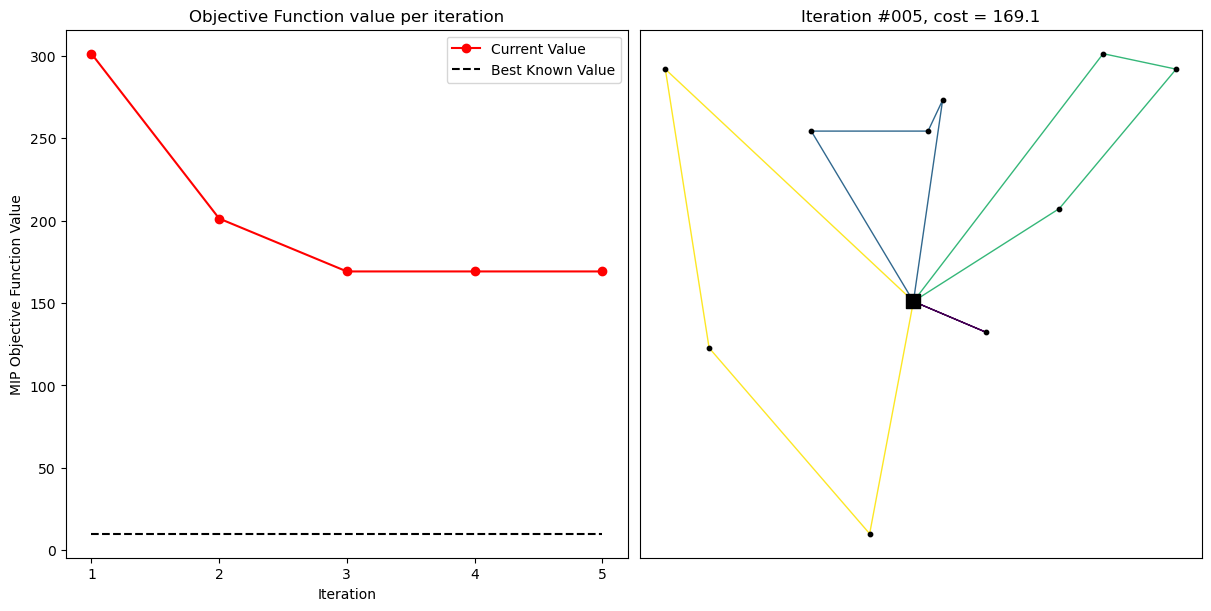 Objective Function value per iteration
Current Value
Best Known Value
MIP Objective Function Value
300
250
200
150
100
50
0
1 2 3 4 5
Iteration
Iteration #005, cost = 169.1